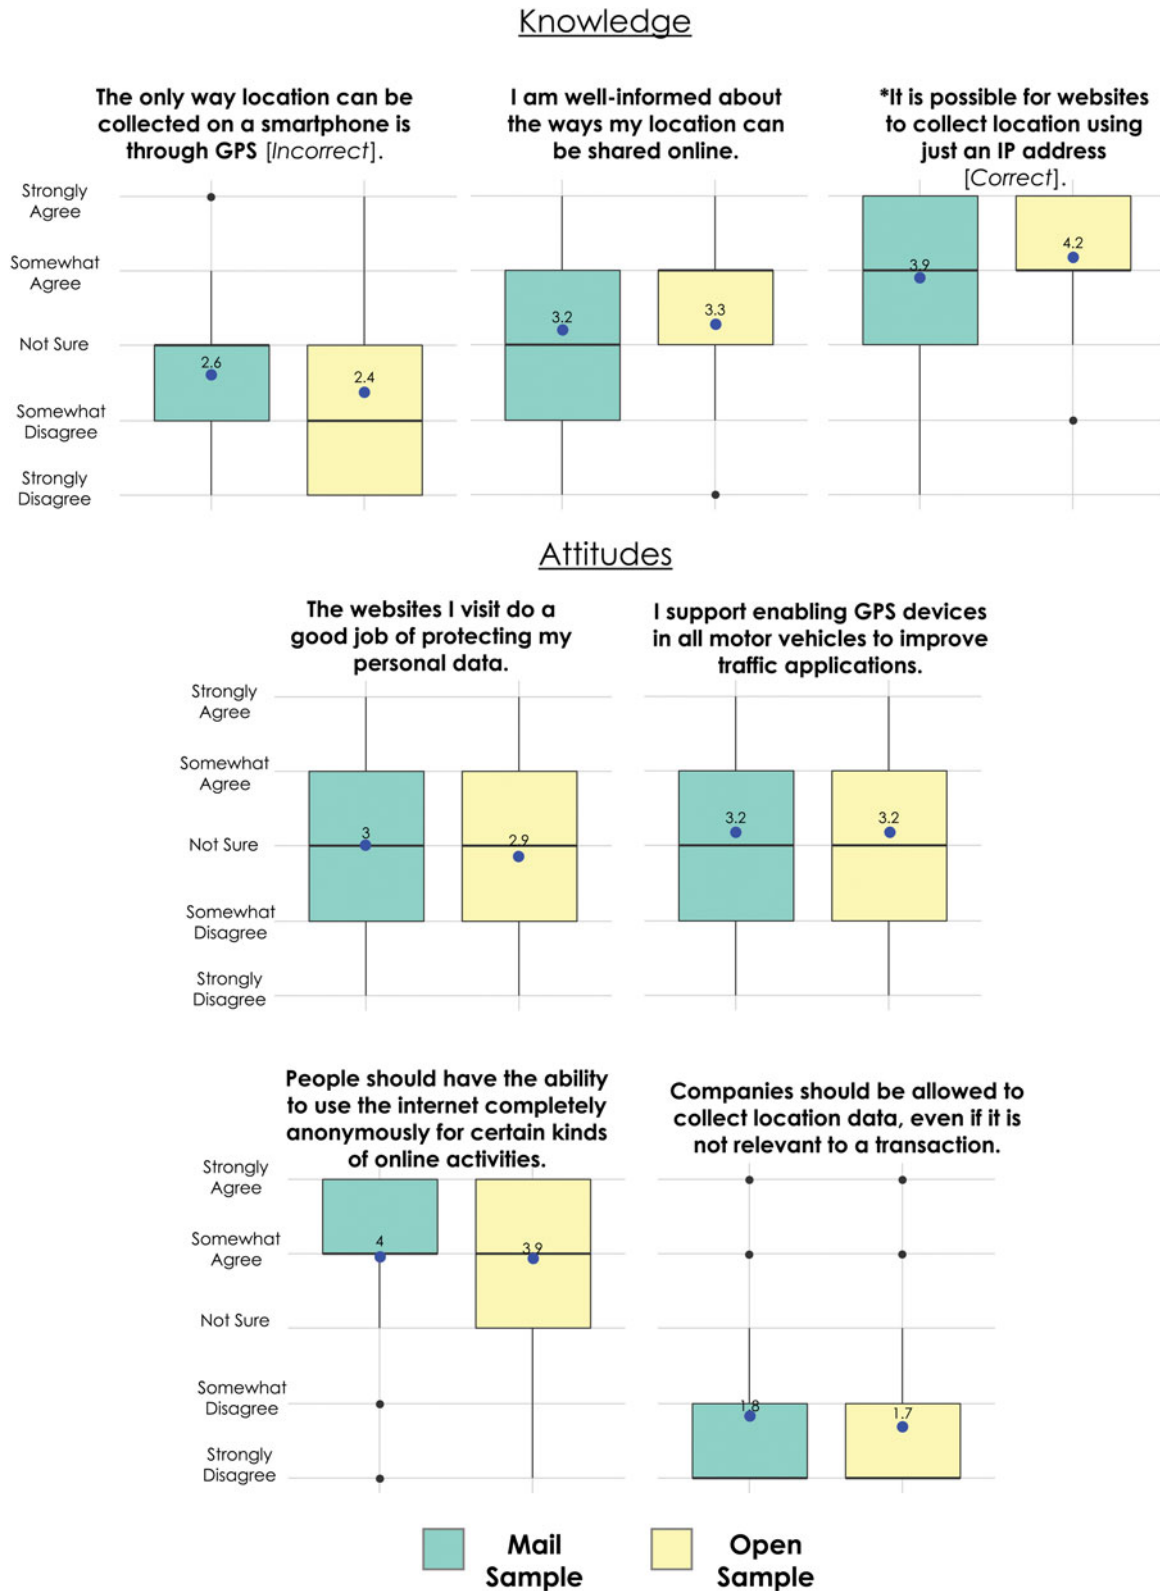 Knowledge
The only way location can be
collected on a smartphone is
through GPS [Incorrect].
I am well-informed about
the ways my location can
be shared online.
*It is possible for websites
to collect location using
just an IP address
[Correct].
Strongly
Agree
Somewhat
Agree
Not Sure
Somewhat
Disagree
Strongly
Disagree
2.6
2.4
3.2
3.3
3.9
4.2
Attitudes
The websites I visit do a
good job of protecting my
personal data.
I support enabling GPS devices
in all motor vehicles to improve
traffic applications.
Strongly
Agree
Somewhat
Agree
Not Sure
Somewhat
Disagree
Strongly
Disagree
3
2.9
3.2
3.2
People should have the ability
to use the internet completely
anonymously for certain kinds
of online activities.
Companies should be allowed to
collect location data, even if it is
not relevant to a transaction.
Strongly
Agree
Somewhat
Agree
Not Sure
Somewhat
Disagree
Strongly
Disagree
4
3.9
1.8
1.7
Mail
Sample
Open
Sample